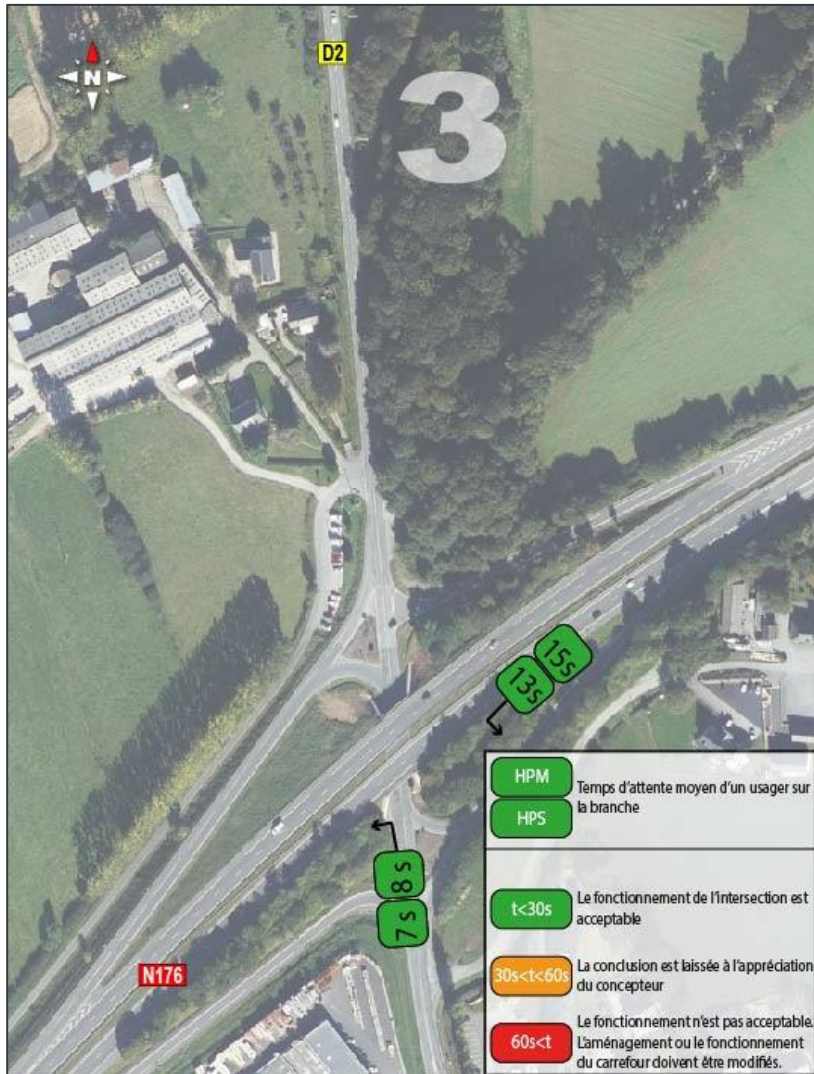 D2
N
3
15s
13s
8 s
7 s
N176
HPM
HPS
Temps d'attente moyen d'un usager sur
la branche
t<30s
Le fonctionnement de l'intersection est
acceptable
30s<t<60s
La conclusion est laissée à l'appréciation
du concepteur
60s<t
Le fonctionnement n'est pas acceptable.
L'aménagement ou le fonctionnement
du carrefour doivent être modifiés.